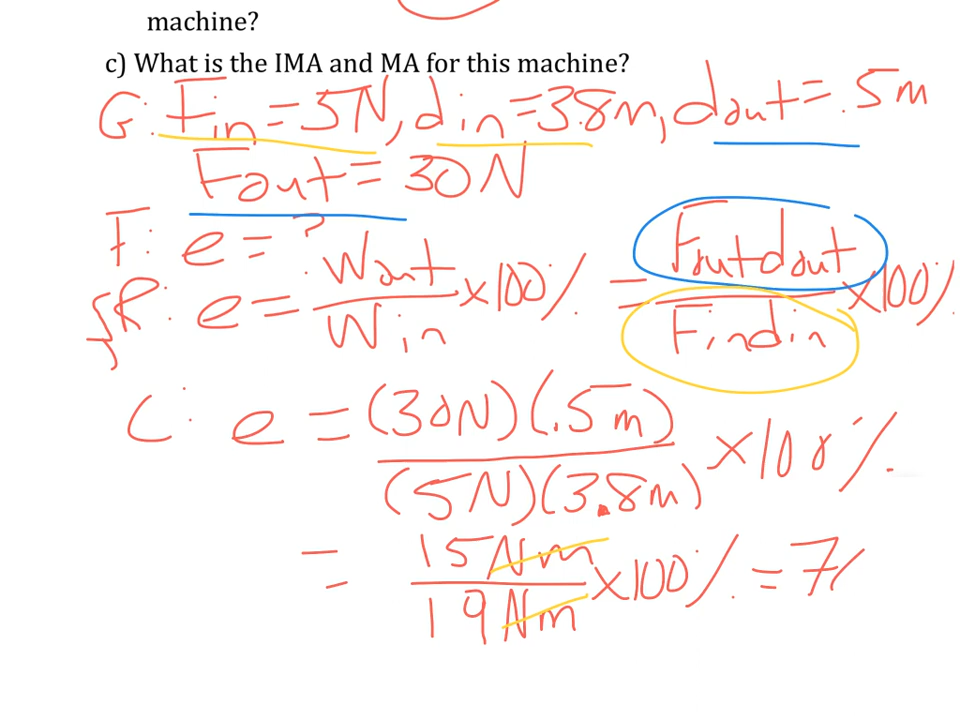 machine?
c) What is the IMA and MA for this machine?
G: Fin = 5N, din = 3.8m, dout = .5m
Fout = 30N
F: e = ?
R: e = Wout / Win x100% = Foutdout / Findin x100%
C: e = (30N)(.5m) / (5N)(3.8m) x100%
= 15Nm / 19Nm x100% = 7